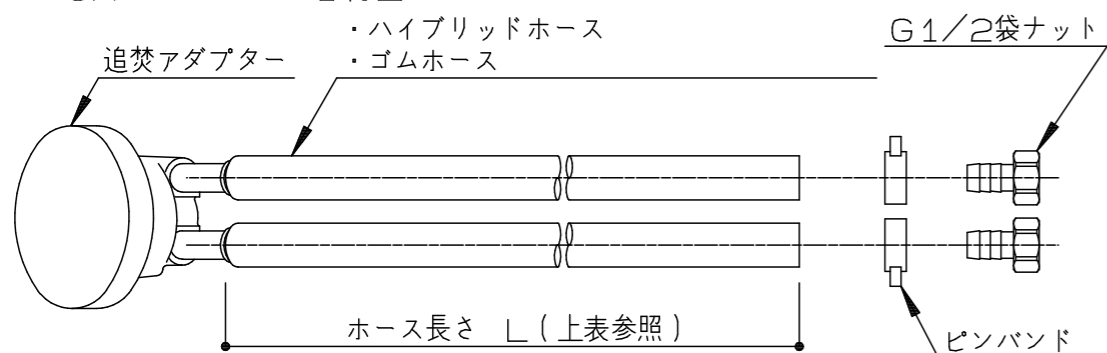 ・ハイブリッドホース
・ゴムホース
G1/2袋ナット
追焚アダプター
ホース長さ L(上表参照)
ピンバンド